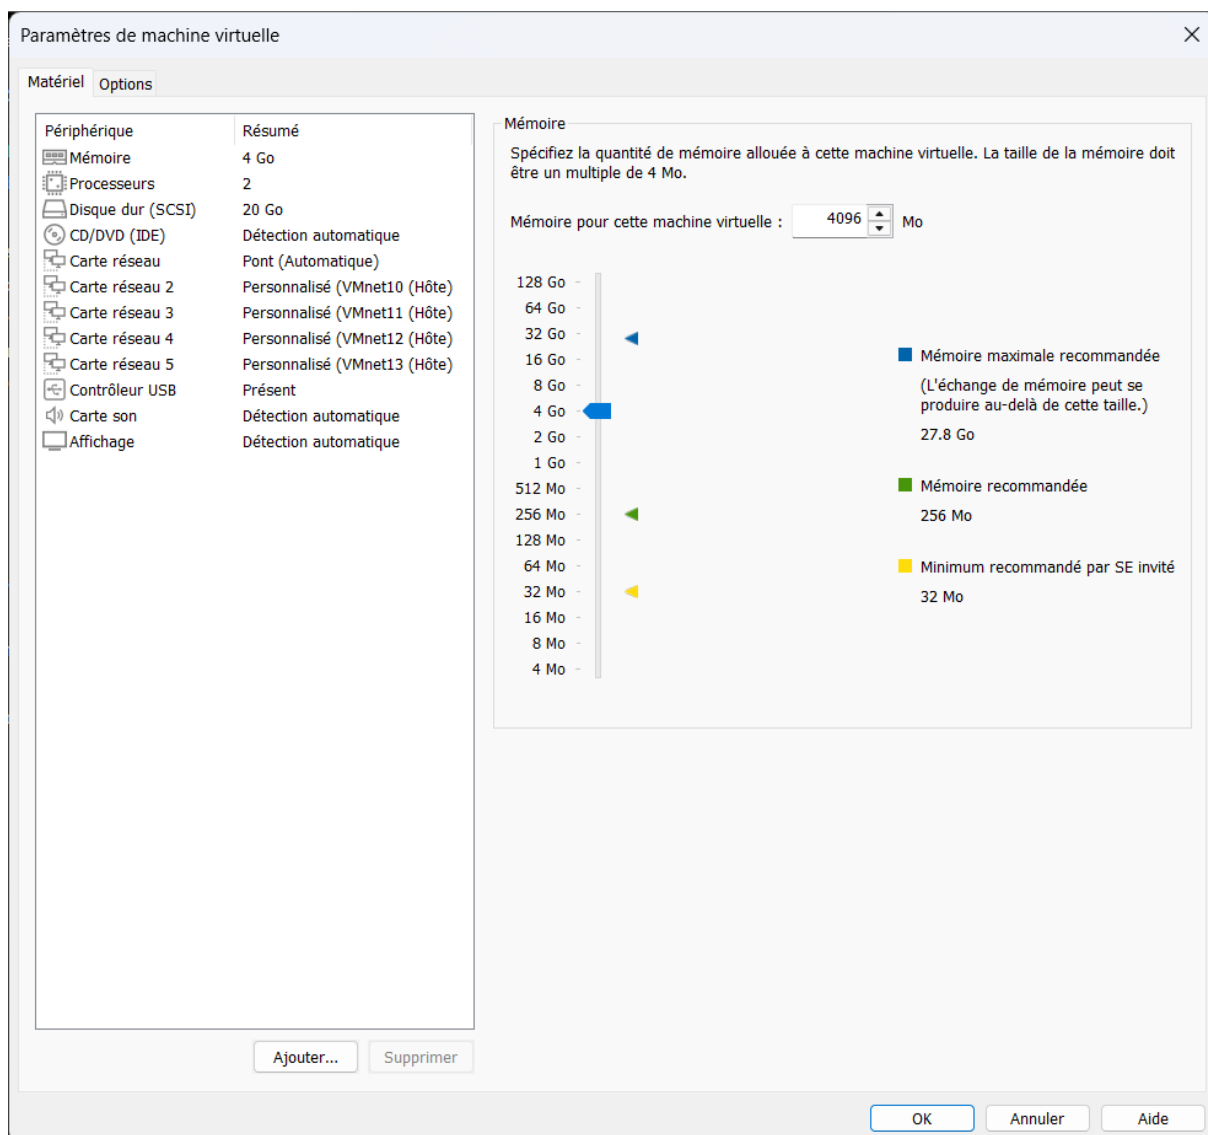 Paramètres de machine virtuelle
Matériel Options
Périphérique Résumé
Mémoire 4 Go
Processeurs 2
Disque dur (SCSI) 20 Go
CD/DVD (IDE) Détection automatique
Carte réseau Pont (Automatique)
Carte réseau 2 Personnalisé (VMnet10 (Hôte)
Carte réseau 3 Personnalisé (VMnet11 (Hôte)
Carte réseau 4 Personnalisé (VMnet12 (Hôte)
Carte réseau 5 Personnalisé (VMnet13 (Hôte)
Contrôleur USB Présent
Carte son Détection automatique
Affichage Détection automatique
Ajouter... Supprimer
Mémoire
Spécifiez la quantité de mémoire allouée à cette machine virtuelle. La taille de la mémoire doit
être un multiple de 4 Mo.
Mémoire pour cette machine virtuelle : 4096 Mo
128 Go
64 Go
32 Go
16 Go
8 Go
4 Go
2 Go
1 Go
512 Mo
256 Mo
128 Mo
64 Mo
32 Mo
16 Mo
8 Mo
4 Mo
Mémoire maximale recommandée
(L'échange de mémoire peut se
produire au-delà de cette taille.)
27.8 Go
Mémoire recommandée
256 Mo
Minimum recommandé par SE invité
32 Mo
OK Annuler Aide